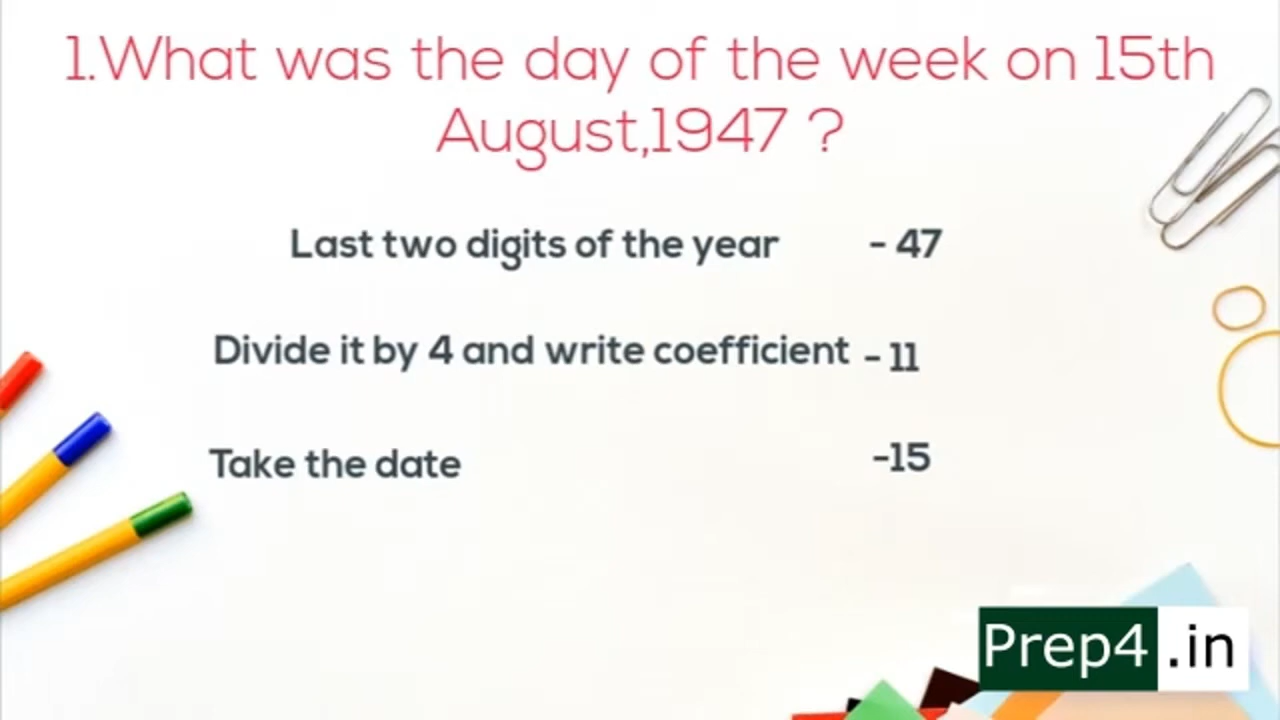 1.What was the day of the week on 15th
August,1947 ?
Last two digits of the year - 47
Divide it by 4 and write coefficient - 11
Take the date -15
Prep4.in